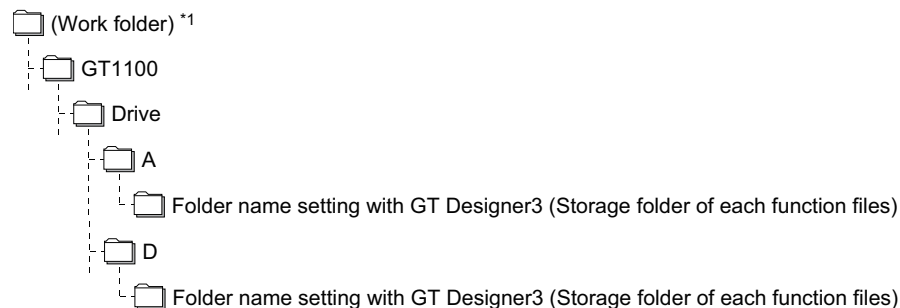 (Work folder) *1
GT1100
Drive
A
Folder name setting with GT Designer3 (Storage folder of each function files)
D
Folder name setting with GT Designer3 (Storage folder of each function files)